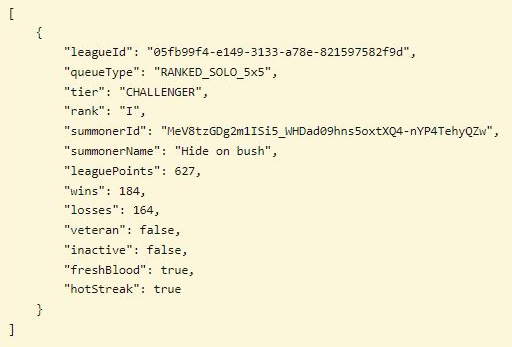 [
    {
        "leagueId": "05fb99f4-e149-3133-a78e-821597582f9d",
        "queueType": "RANKED_SOLO_5x5",
        "tier": "CHALLENGER",
        "rank": "I",
        "summonerId": "MeV8tzGDg2m1ISi5_WHDad09hns5oxtXQ4-nYP4TehyQZw",
        "summonerName": "Hide on bush",
        "leaguePoints": 627,
        "wins": 184,
        "losses": 164,
        "veteran": false,
        "inactive": false,
        "freshBlood": true,
        "hotStreak": true
    }
]